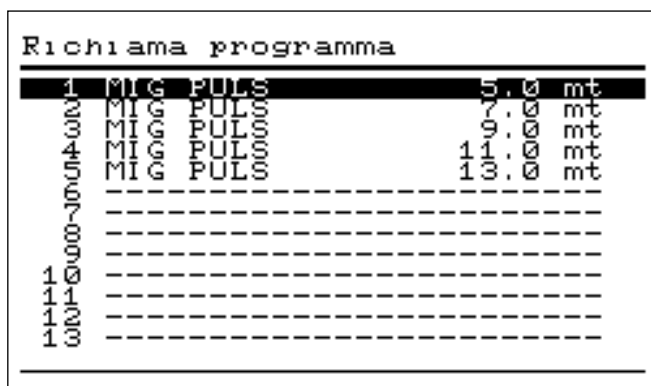 Richiama programma
1 MIG PULS 5.0 mt
2 MIG PULS 7.0 mt
3 MIG PULS 9.0 mt
4 MIG PULS 11.0 mt
5 MIG PULS 13.0 mt
6 -----------------------
7 -----------------------
8 -----------------------
9 -----------------------
10 -----------------------
11 -----------------------
12 -----------------------
13 -----------------------